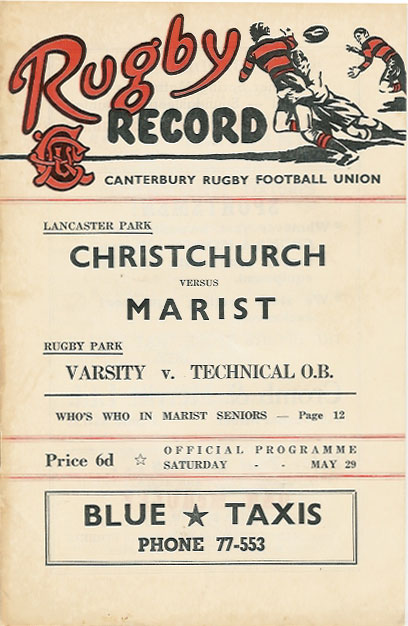 Rugby
RECORD
CANTERBURY RUGBY FOOTBALL UNION
LANCASTER PARK
CHRISTCHURCH
VERSUS
MARIST
RUGBY PARK
VARSITY v. TECHNICAL O.B.
WHO'S WHO IN MARIST SENIORS — Page 12
Price 6d ☆ OFFICIAL PROGRAMME
SATURDAY - - MAY 29
BLUE ★ TAXIS
PHONE 77-553